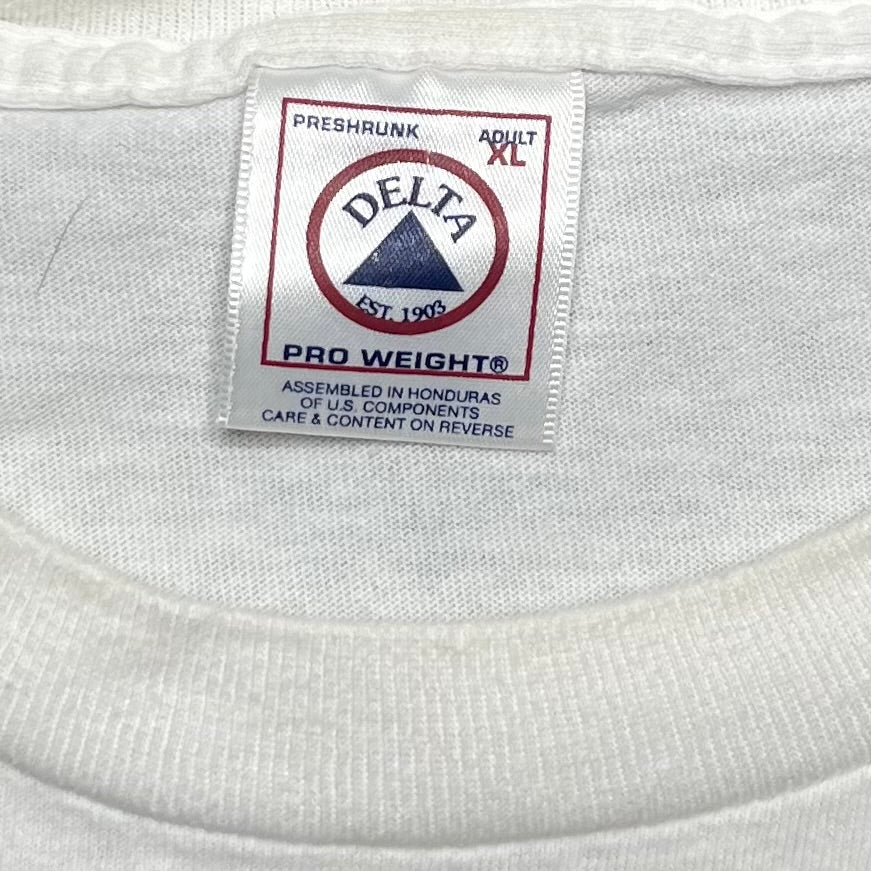 PRESHRUNK
ADULT
XL
DELTA
EST. 1903
PRO WEIGHT®
ASSEMBLED IN HONDURAS
OF U.S. COMPONENTS
CARE & CONTENT ON REVERSE